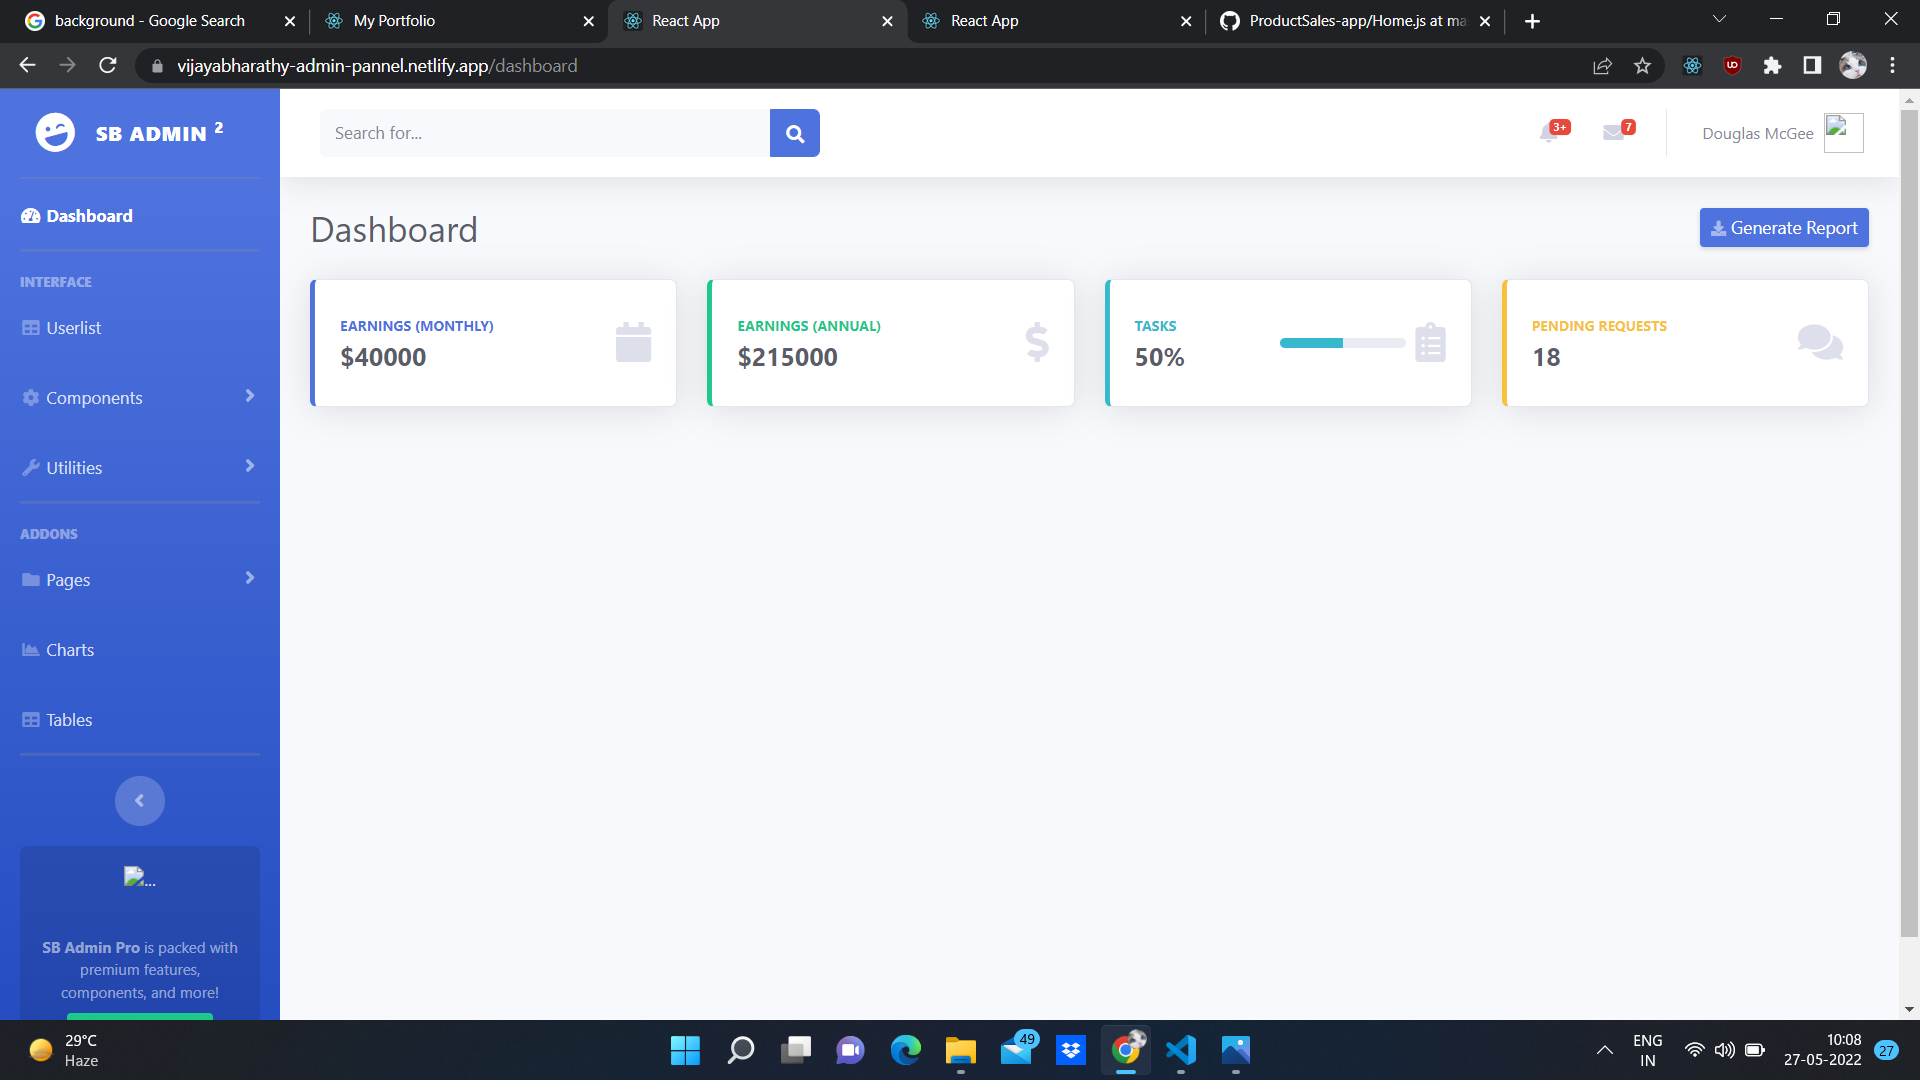 background - Google Search
My Portfolio
React App
React App
ProductSales-app/Home.js at ma
vijayabharathy-admin-pannel.netlify.app/dashboard
SB ADMIN 2
Search for...
3+
7
Douglas McGee
Dashboard
INTERFACE
Userlist
Components
Utilities
ADDONS
Pages
Charts
Tables
...
SB Admin Pro is packed with
premium features,
components, and more!
Dashboard
Generate Report
EARNINGS (MONTHLY)
$40000
EARNINGS (ANNUAL)
$215000
TASKS
50%
PENDING REQUESTS
18
29°C
Haze
49
ENG
IN
10:08
27-05-2022
27